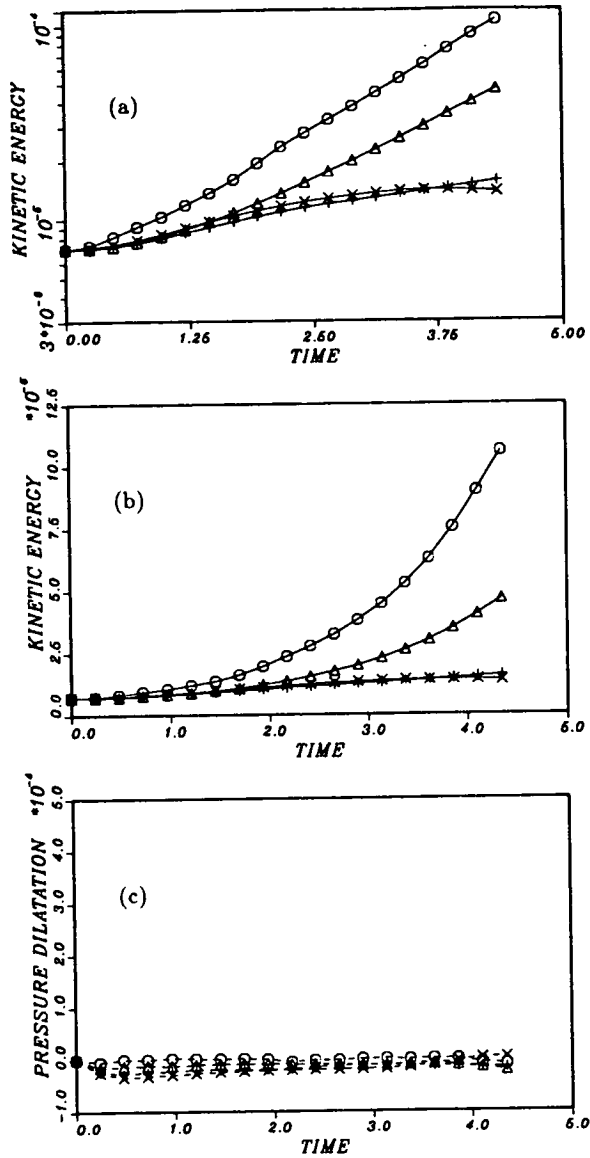 10⁻⁴
10⁻⁵
3*10⁻⁶
KINETIC ENERGY
(a)
0.00 1.25 2.50 3.75 5.00
TIME
*10⁻⁵
12.5
10.0
7.5
5.0
2.5
0.0
KINETIC ENERGY
(b)
0.0 1.0 2.0 3.0 4.0 5.0
TIME
*10⁻⁴
5.0
4.0
3.0
2.0
1.0
0.0
-1.0
PRESSURE DILATATION
(c)
0.0 1.0 2.0 3.0 4.0 5.0
TIME